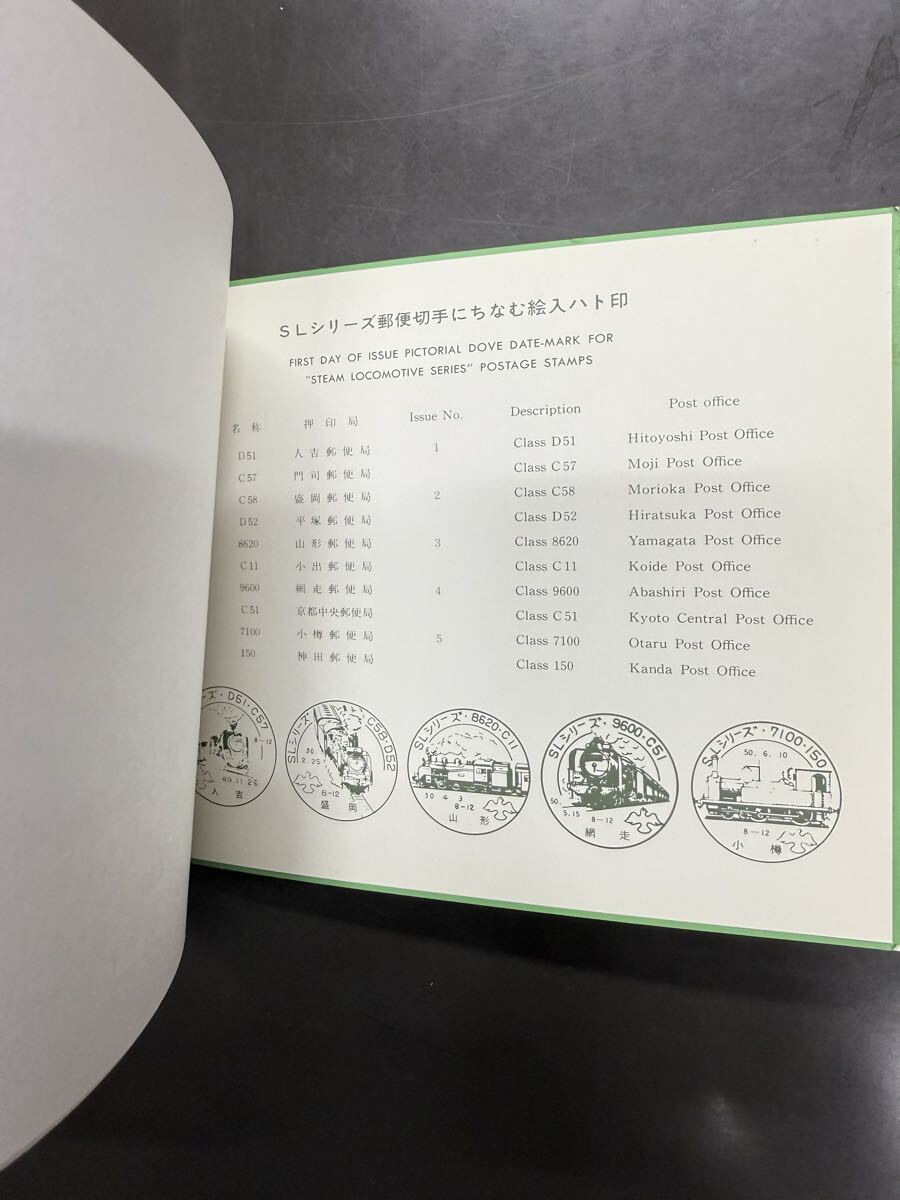 SLシリーズ郵便切手にちなむ絵入ハト印
FIRST DAY OF ISSUE PICTORIAL DOVE DATE-MARK FOR
"STEAM LOCOMOTIVE SERIES" POSTAGE STAMPS
名称 押印局 Issue No. Description Post office
D51 人吉郵便局 1 Class D51 Hitoyoshi Post Office
C57 門司郵便局 Class C57 Moji Post Office
C58 盛岡郵便局 2 Class C58 Morioka Post Office
D52 平塚郵便局 Class D52 Hiratsuka Post Office
8620 山形郵便局 3 Class 8620 Yamagata Post Office
C11 小出郵便局 Class C11 Koide Post Office
9600 網走郵便局 4 Class 9600 Abashiri Post Office
C51 京都中央郵便局 Class C51 Kyoto Central Post Office
7100 小樽郵便局 5 Class 7100 Otaru Post Office
150 神田郵便局 Class 150 Kanda Post Office
ーズ・D51・C57
8-12
49.11.26
人吉
SLシリーズ・C58・D52
50.
2.25
8-12
盛岡
SLシリーズ・8620・C11
50 4 3
8-12
山形
SLシリーズ・9600・C51
50.
5.15 8-12
網走
SLシリーズ・7100・150
50.6.10
8-12
小樽